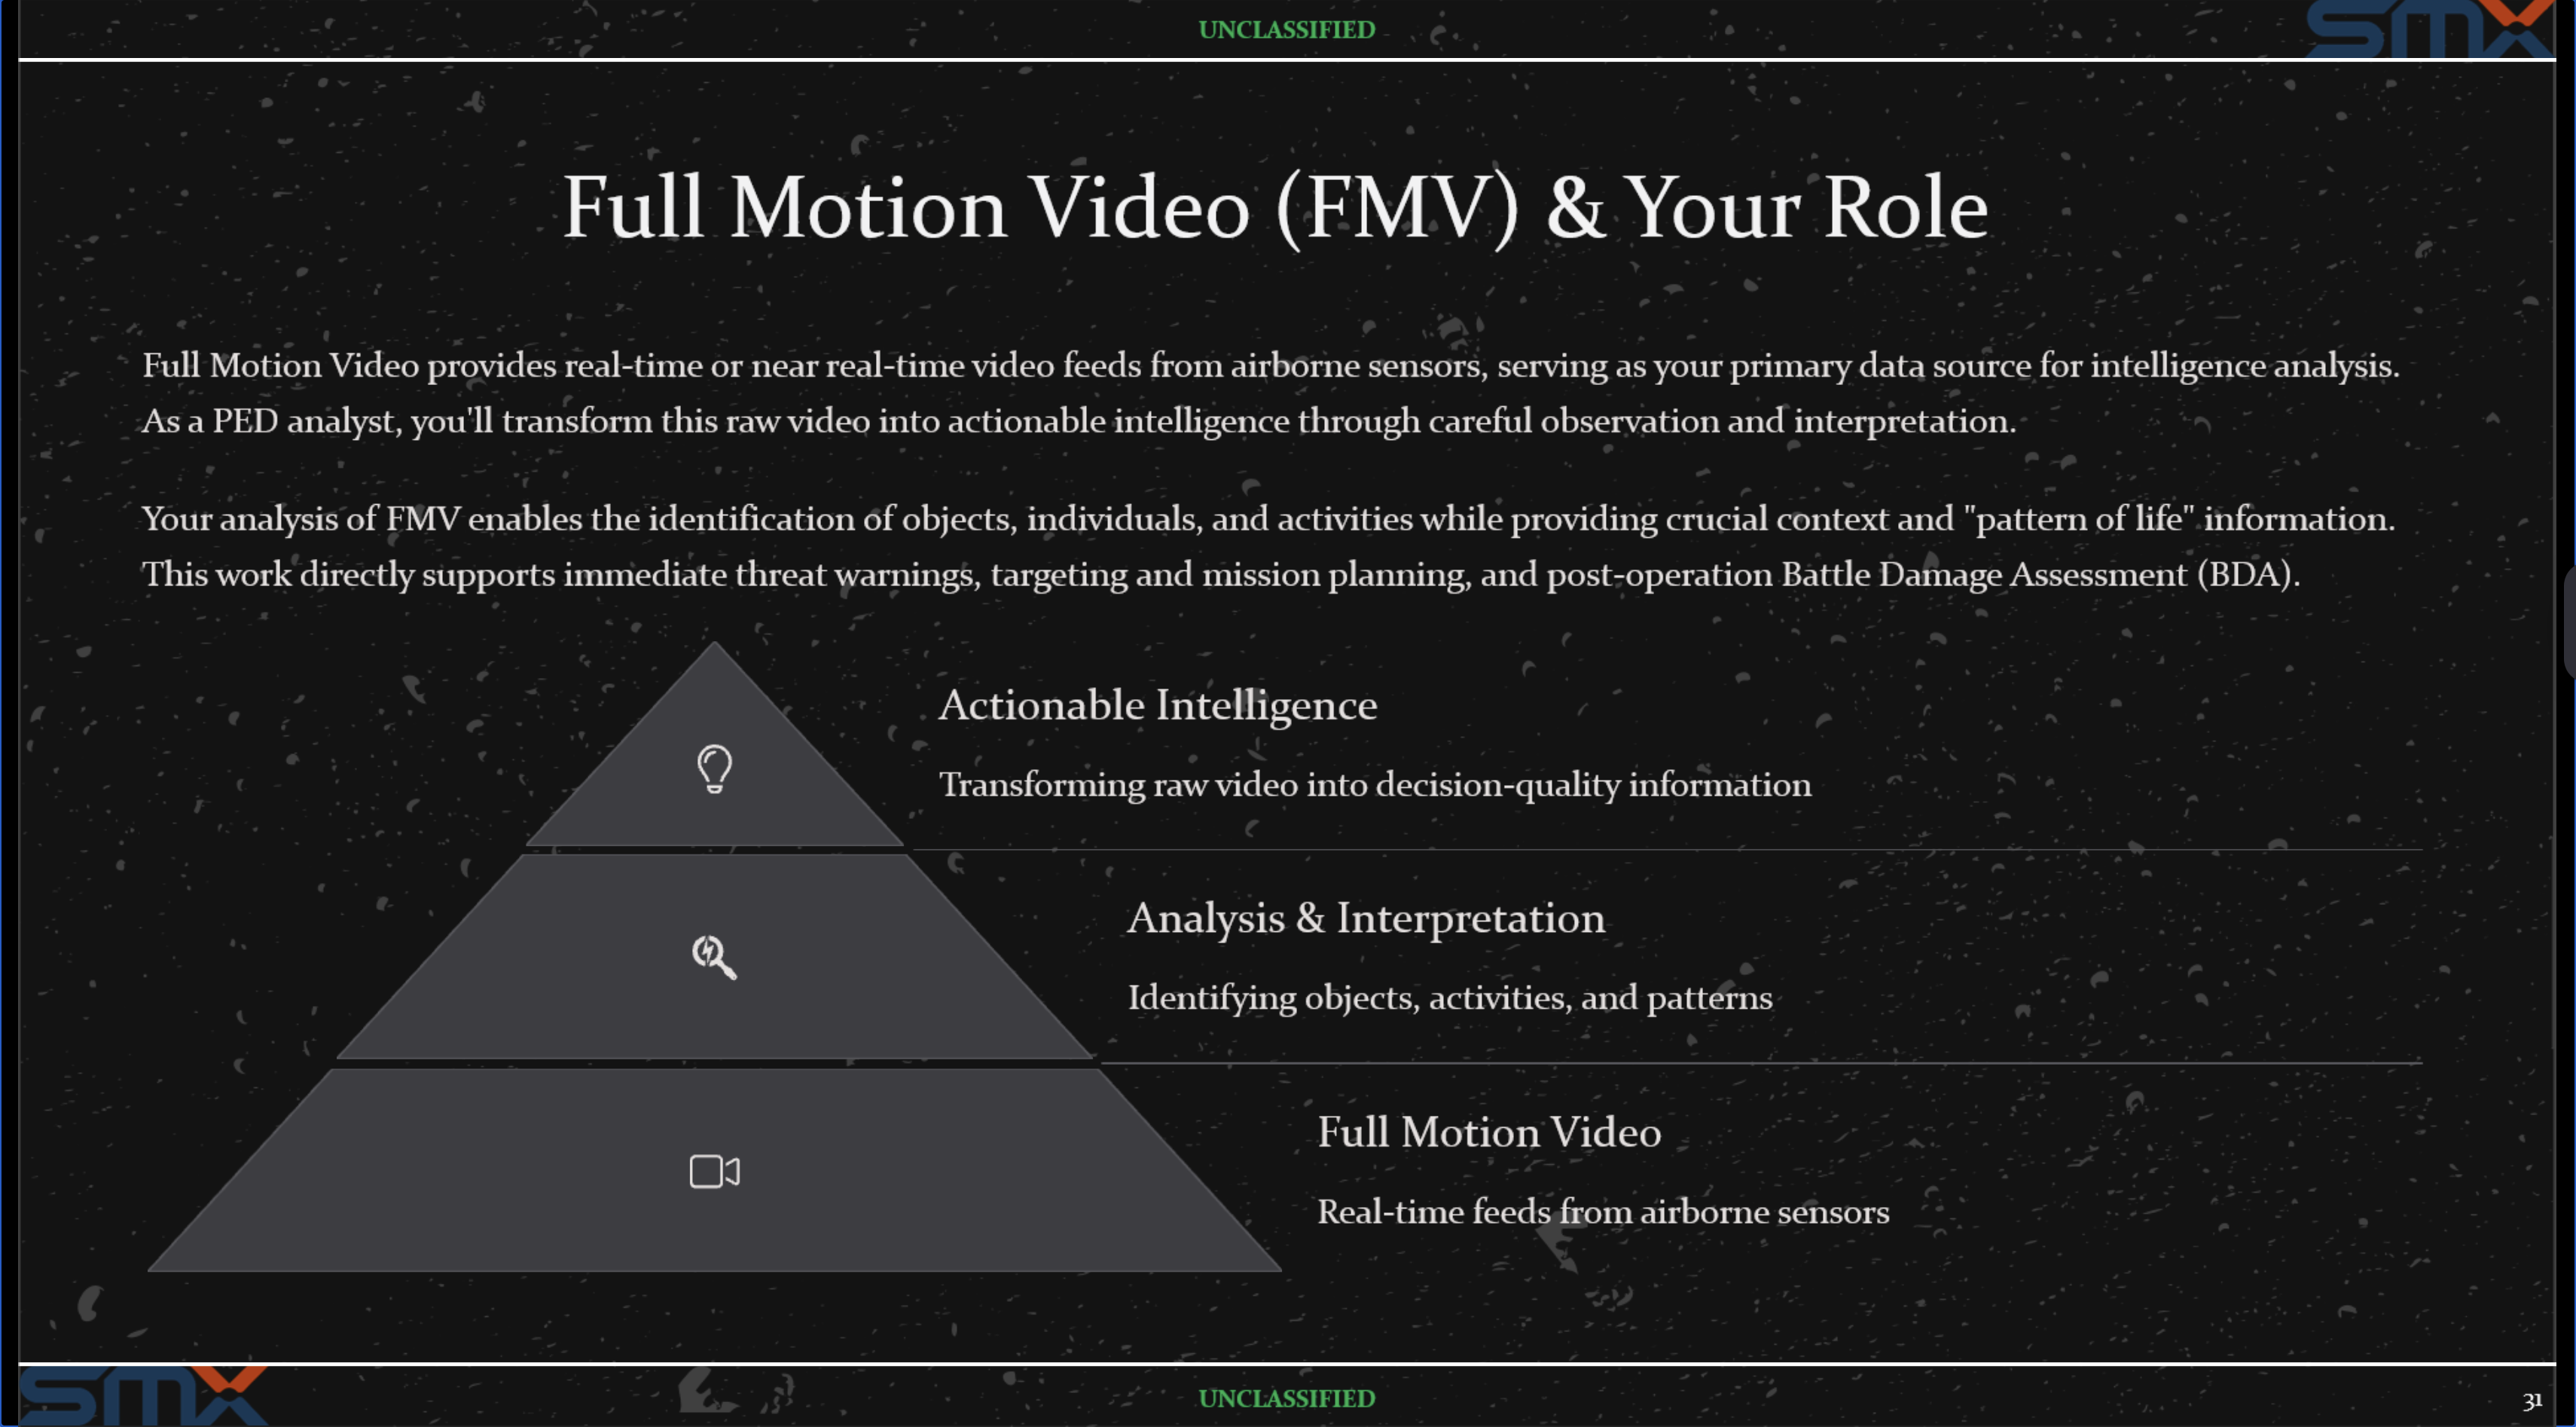 UNCLASSIFIED
SMX
Full Motion Video (FMV) & Your Role
Full Motion Video provides real-time or near real-time video feeds from airborne sensors, serving as your primary data source for intelligence analysis.
As a PED analyst, you'll transform this raw video into actionable intelligence through careful observation and interpretation.
Your analysis of FMV enables the identification of objects, individuals, and activities while providing crucial context and "pattern of life" information.
This work directly supports immediate threat warnings, targeting and mission planning, and post-operation Battle Damage Assessment (BDA).
Actionable Intelligence
Transforming raw video into decision-quality information
Analysis & Interpretation
Identifying objects, activities, and patterns
Full Motion Video
Real-time feeds from airborne sensors
SMX
UNCLASSIFIED
31